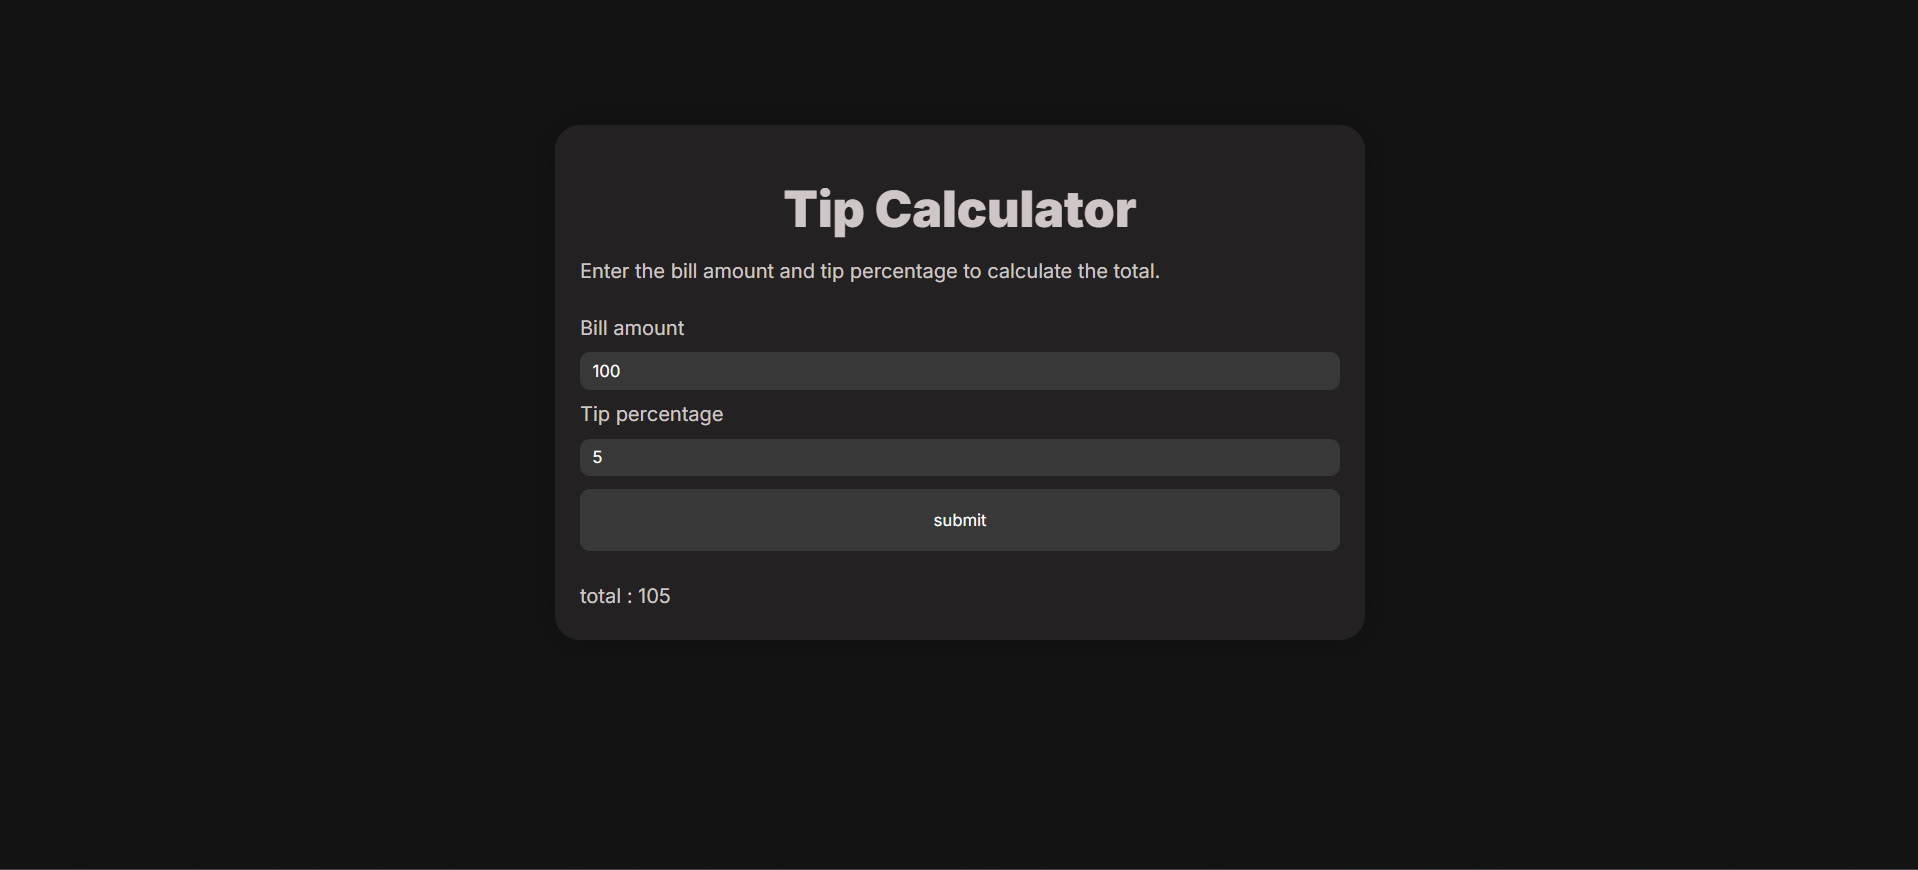 Tip Calculator
Enter the bill amount and tip percentage to calculate the total.
Bill amount
100
Tip percentage
5
submit
total : 105